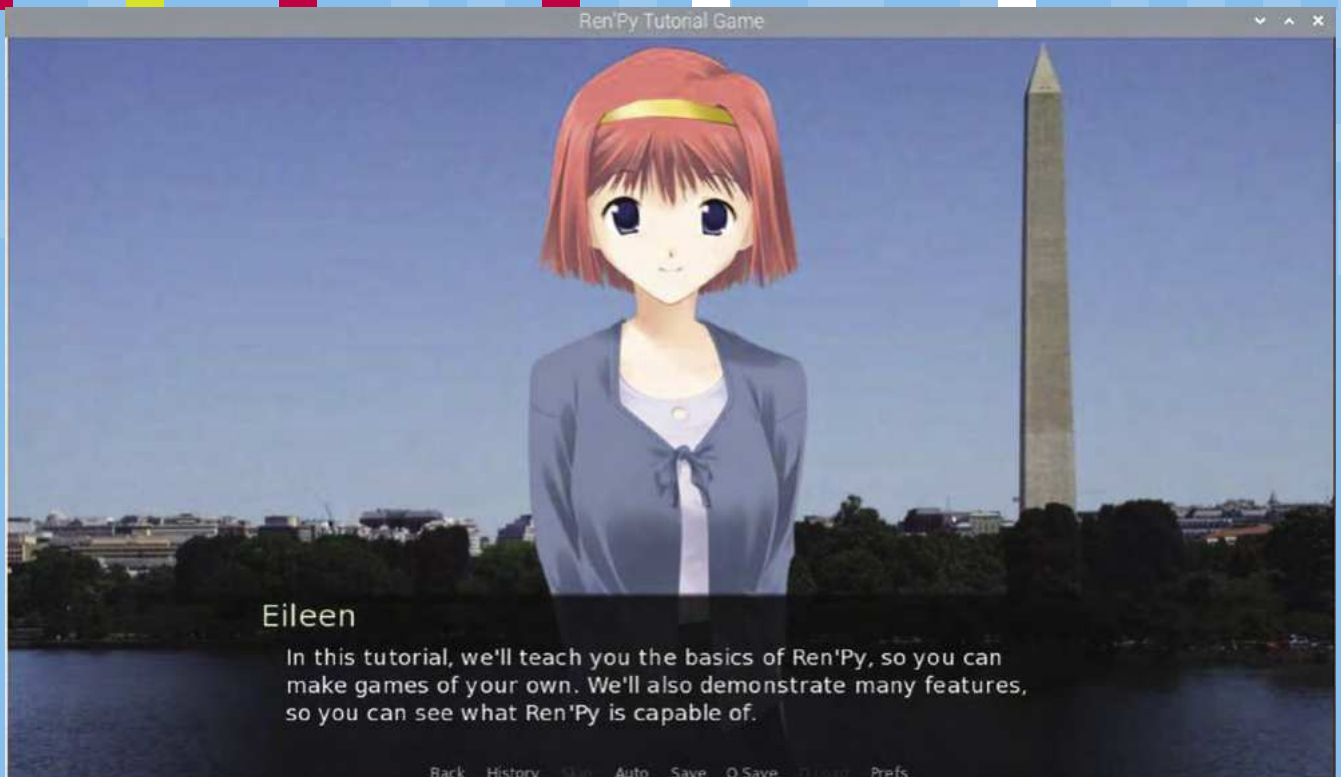 Ren'Py Tutorial Game
Eileen
In this tutorial, we'll teach you the basics of Ren'Py, so you can
make games of your own. We'll also demonstrate many features,
so you can see what Ren'Py is capable of.
Back History Skip Auto Save Q.Save Q.Load Prefs